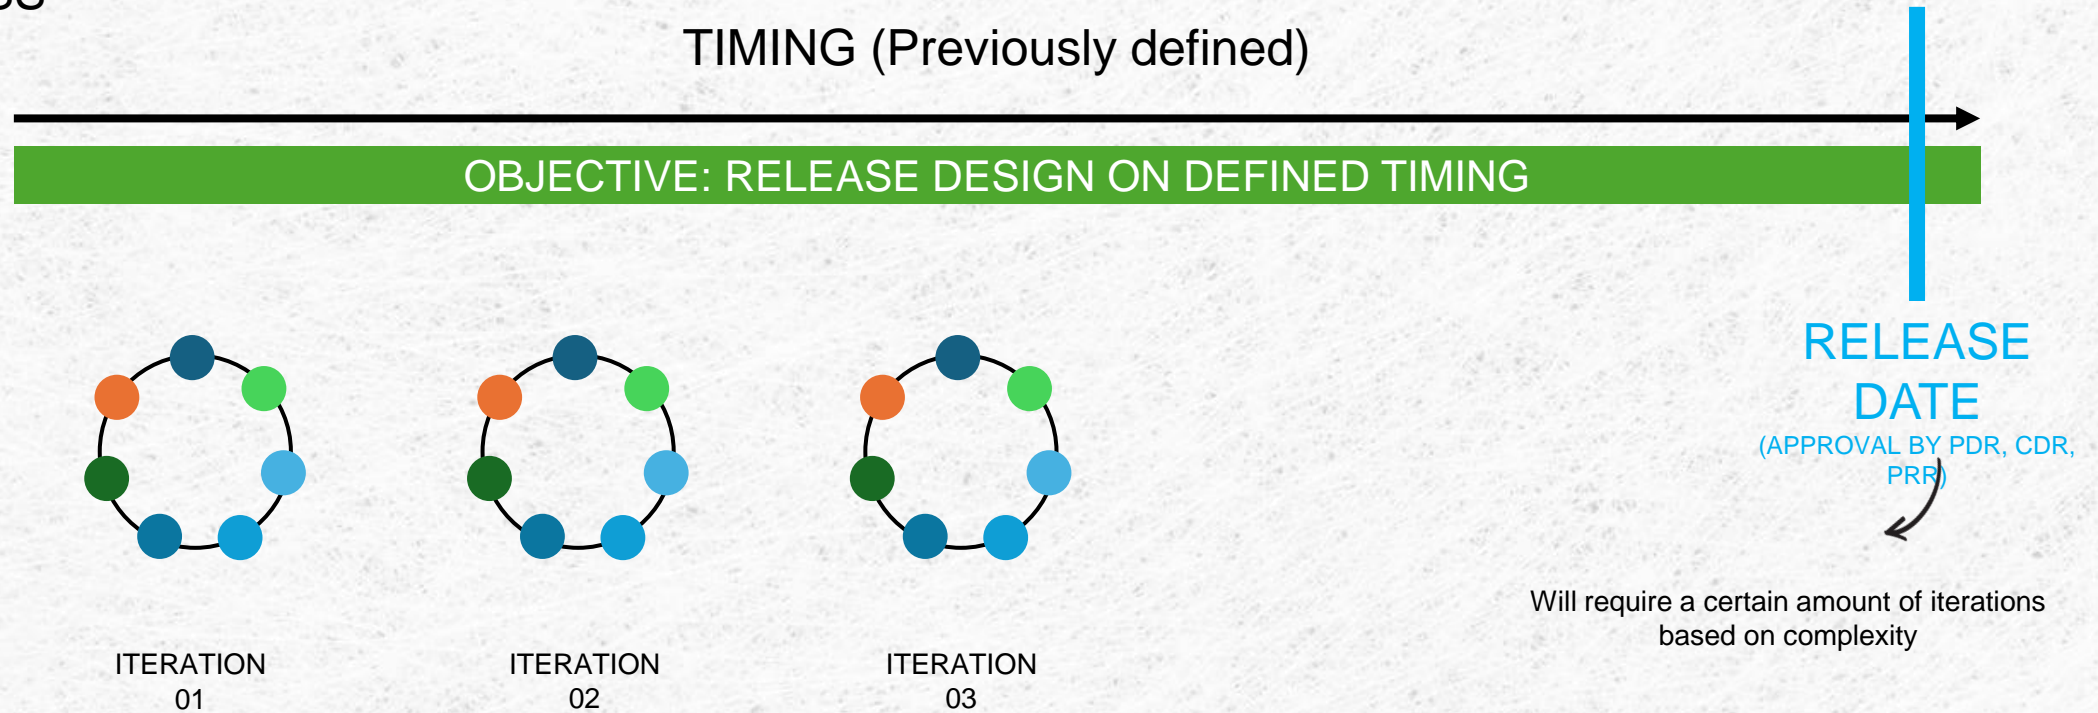 TIMING (Previously defined)
OBJECTIVE: RELEASE DESIGN ON DEFINED TIMING
RELEASE
DATE
(APPROVAL BY PDR, CDR,
PRR)
Will require a certain amount of iterations
based on complexity
ITERATION
01
ITERATION
02
ITERATION
03